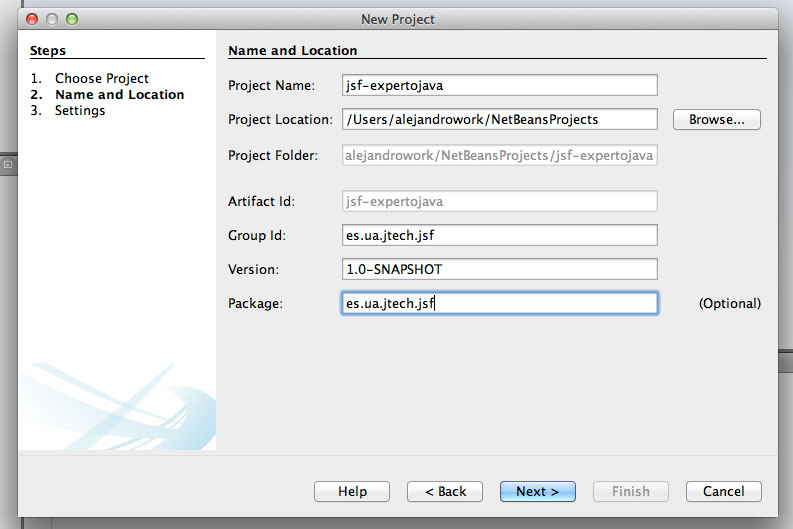 New Project
Steps
1. Choose Project
2. Name and Location
3. Settings
Name and Location
Project Name: jsf-expertojava
Project Location: /Users/alejandrowork/NetBeansProjects Browse...
Project Folder: alejandrowork/NetBeansProjects/jsf-expertojava
Artifact Id: jsf-expertojava
Group Id: es.ua.jtech.jsf
Version: 1.0-SNAPSHOT
Package: es.ua.jtech.jsf (Optional)
Help < Back Next > Finish Cancel